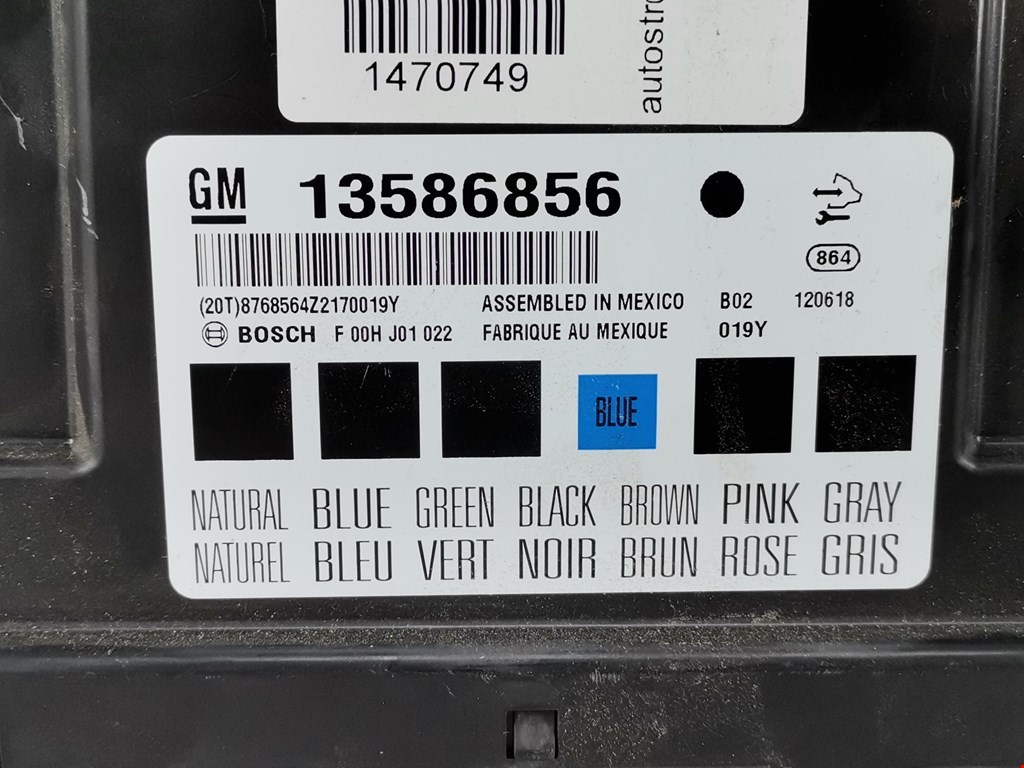 1470749
autostro
GM 13586856
864
(20T)8768564Z2170019Y ASSEMBLED IN MEXICO B02 120618
BOSCH F 00H J01 022 FABRIQUE AU MEXIQUE 019Y
BLUE
NATURAL BLUE GREEN BLACK BROWN PINK GRAY
NATUREL BLEU VERT NOIR BRUN ROSE GRIS